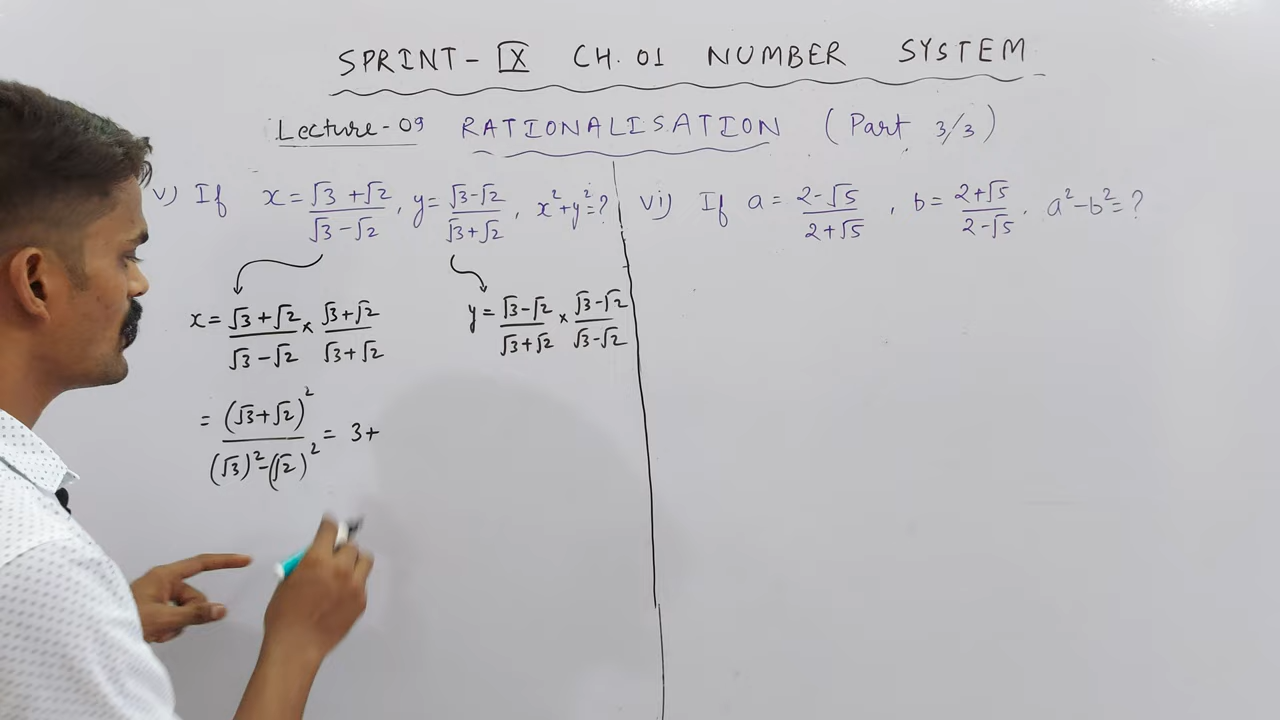 SPRINT-IX CH. 01 NUMBER SYSTEM
Lecture-09 RATIONALISATION (Part 3/3)
v) If x = (√3+√2)/(√3-√2), y = (√3-√2)/(√3+√2), x²+y²=?
x = (√3+√2)/(√3-√2) × (√3+√2)/(√3+√2)
= (√3+√2)²/((√3)²-(√2)²) = 3+
y = (√3-√2)/(√3+√2) × (√3-√2)/(√3-√2)
vi) If a = (2-√5)/(2+√5), b = (2+√5)/(2-√5), a²-b²=?